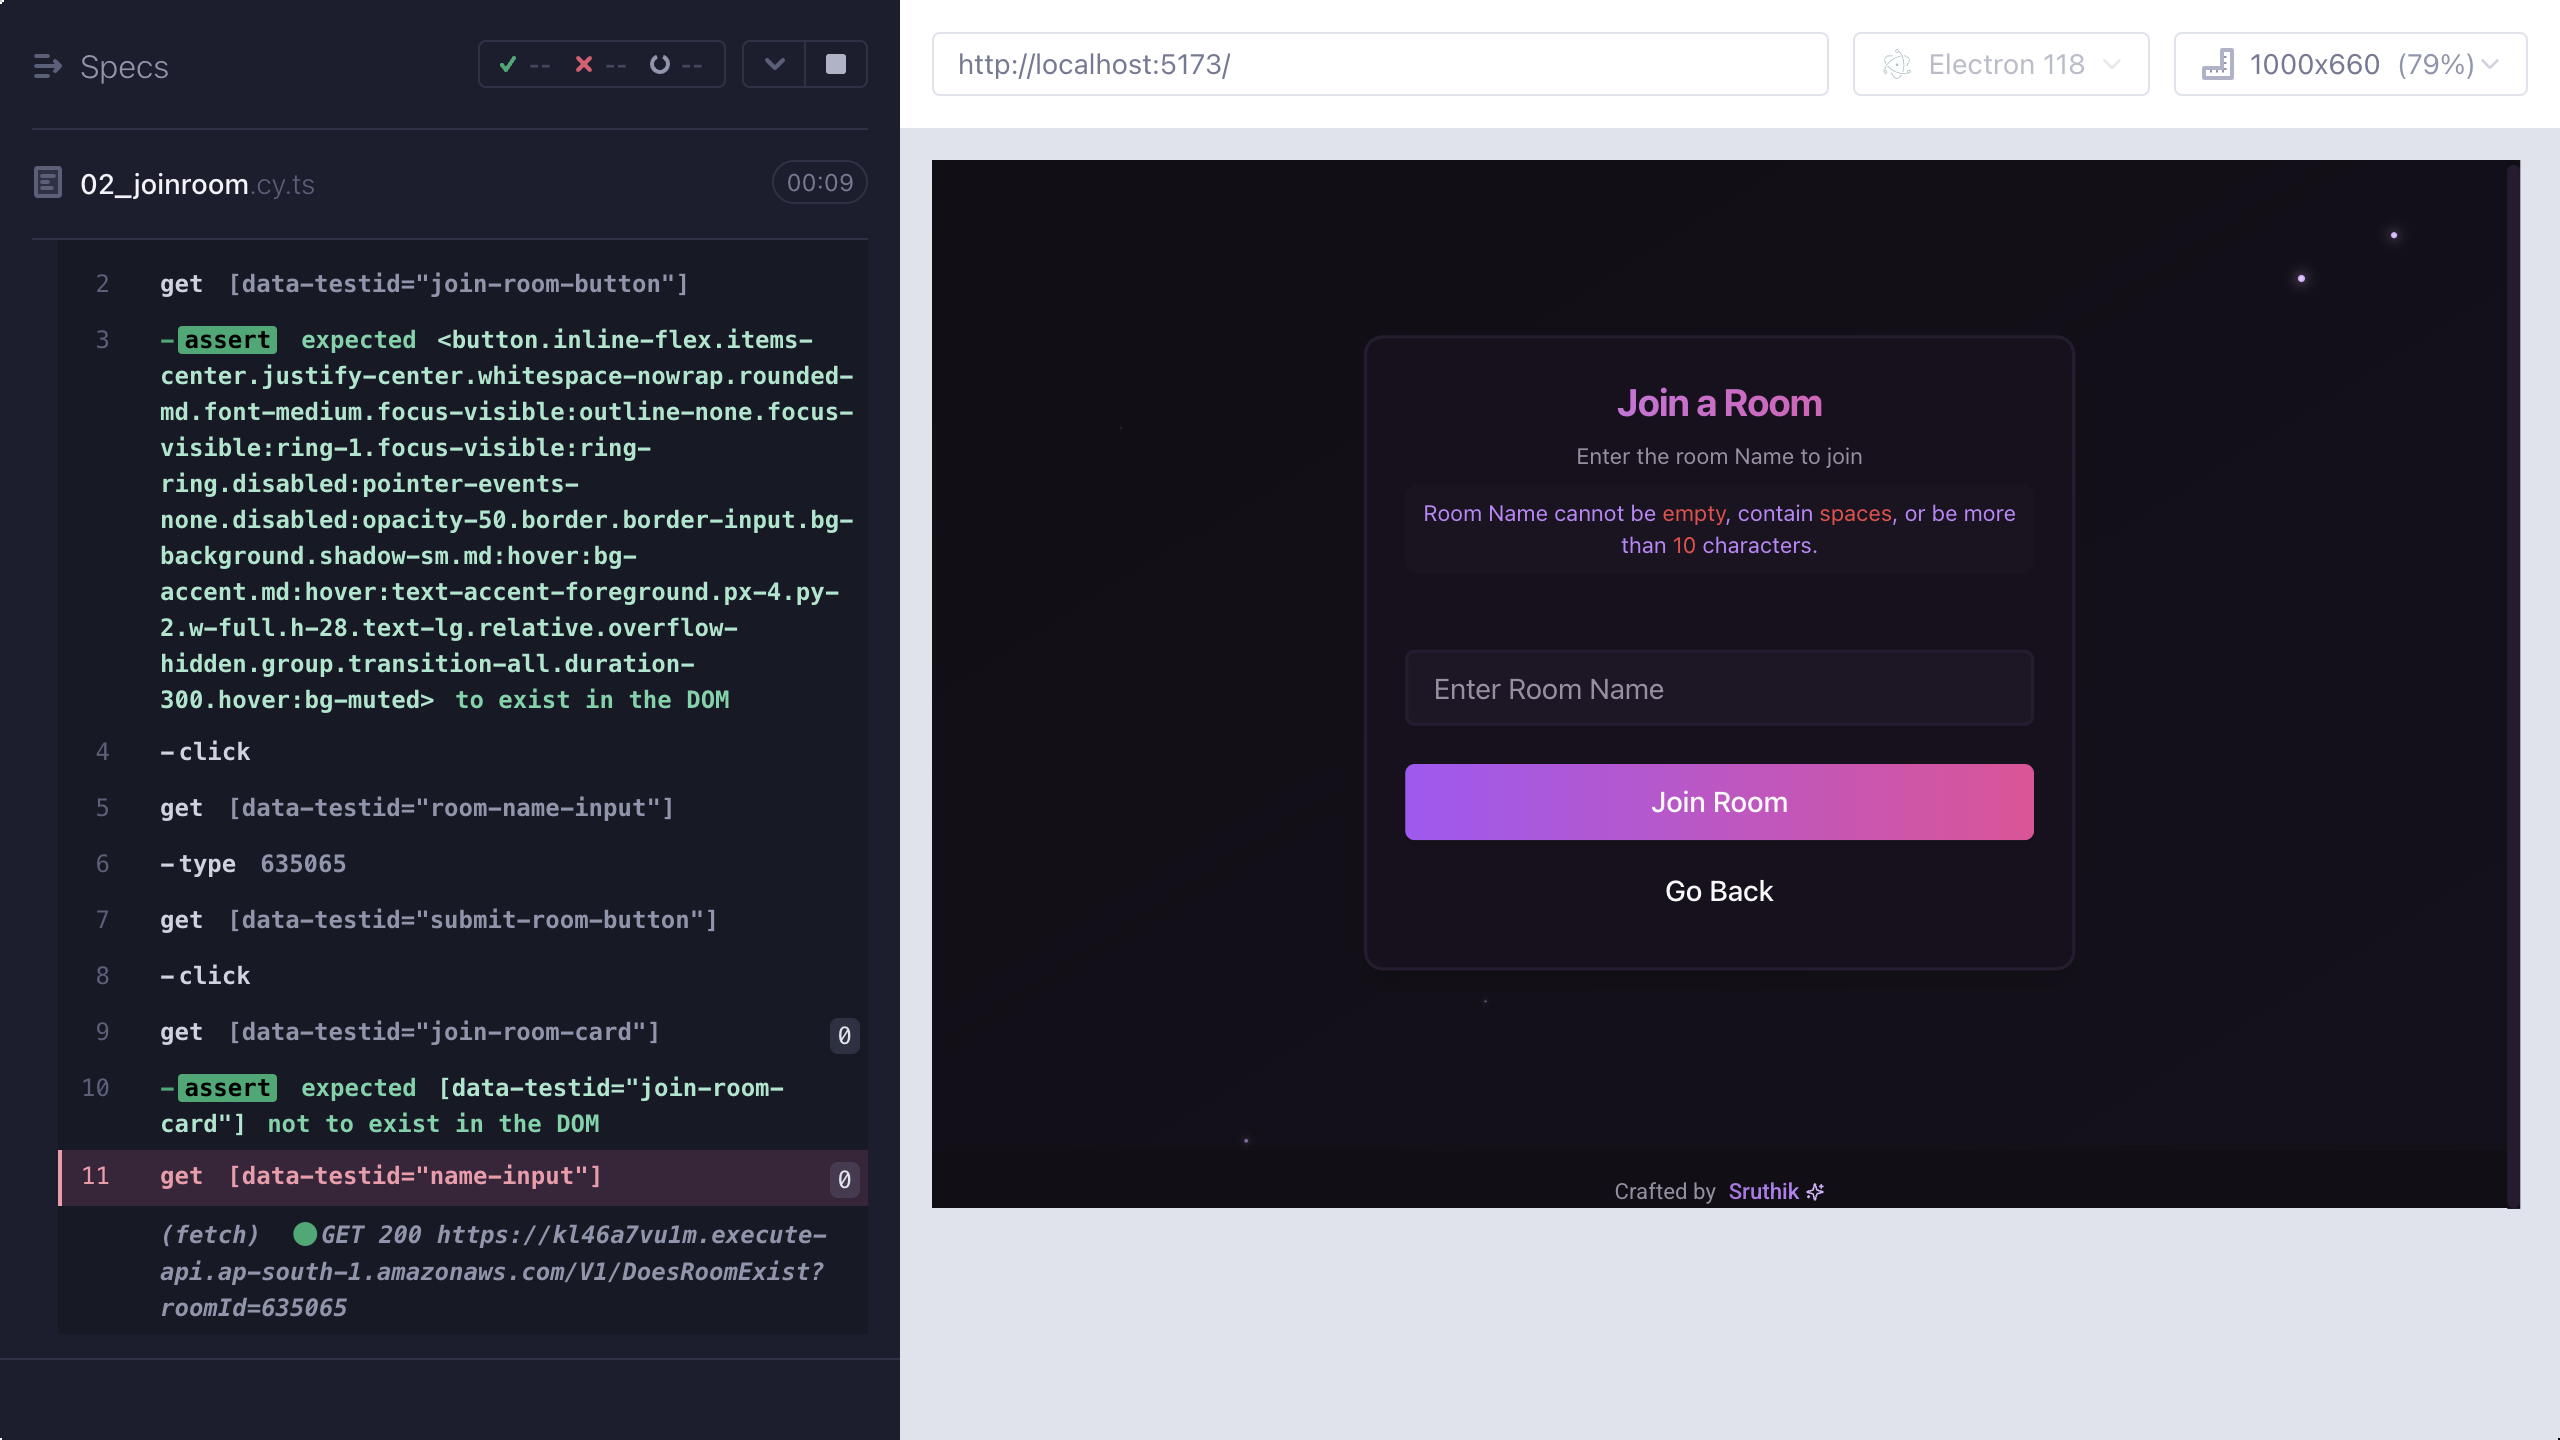 Specs
-- -- --
02_joinroom.cy.ts 00:09
2 get [data-testid="join-room-button"]
3 -assert expected <button.inline-flex.items-
center.justify-center.whitespace-nowrap.rounded-
md.font-medium.focus-visible:outline-none.focus-
visible:ring-1.focus-visible:ring-
ring.disabled:pointer-events-
none.disabled:opacity-50.border.border-input.bg-
background.shadow-sm.md:hover:bg-
accent.md:hover:text-accent-foreground.px-4.py-
2.w-full.h-28.text-lg.relative.overflow-
hidden.group.transition-all.duration-
300.hover:bg-muted> to exist in the DOM
4 -click
5 get [data-testid="room-name-input"]
6 -type 635065
7 get [data-testid="submit-room-button"]
8 -click
9 get [data-testid="join-room-card"] 0
10 -assert expected [data-testid="join-room-
card"] not to exist in the DOM
11 get [data-testid="name-input"] 0
(fetch) GET 200 https://kl46a7vu1m.execute-
api.ap-south-1.amazonaws.com/V1/DoesRoomExist?
roomId=635065
http://localhost:5173/
Electron 118
1000x660 (79%)
Join a Room
Enter the room Name to join
Room Name cannot be empty, contain spaces, or be more
than 10 characters.
Enter Room Name
Join Room
Go Back
Crafted by Sruthik